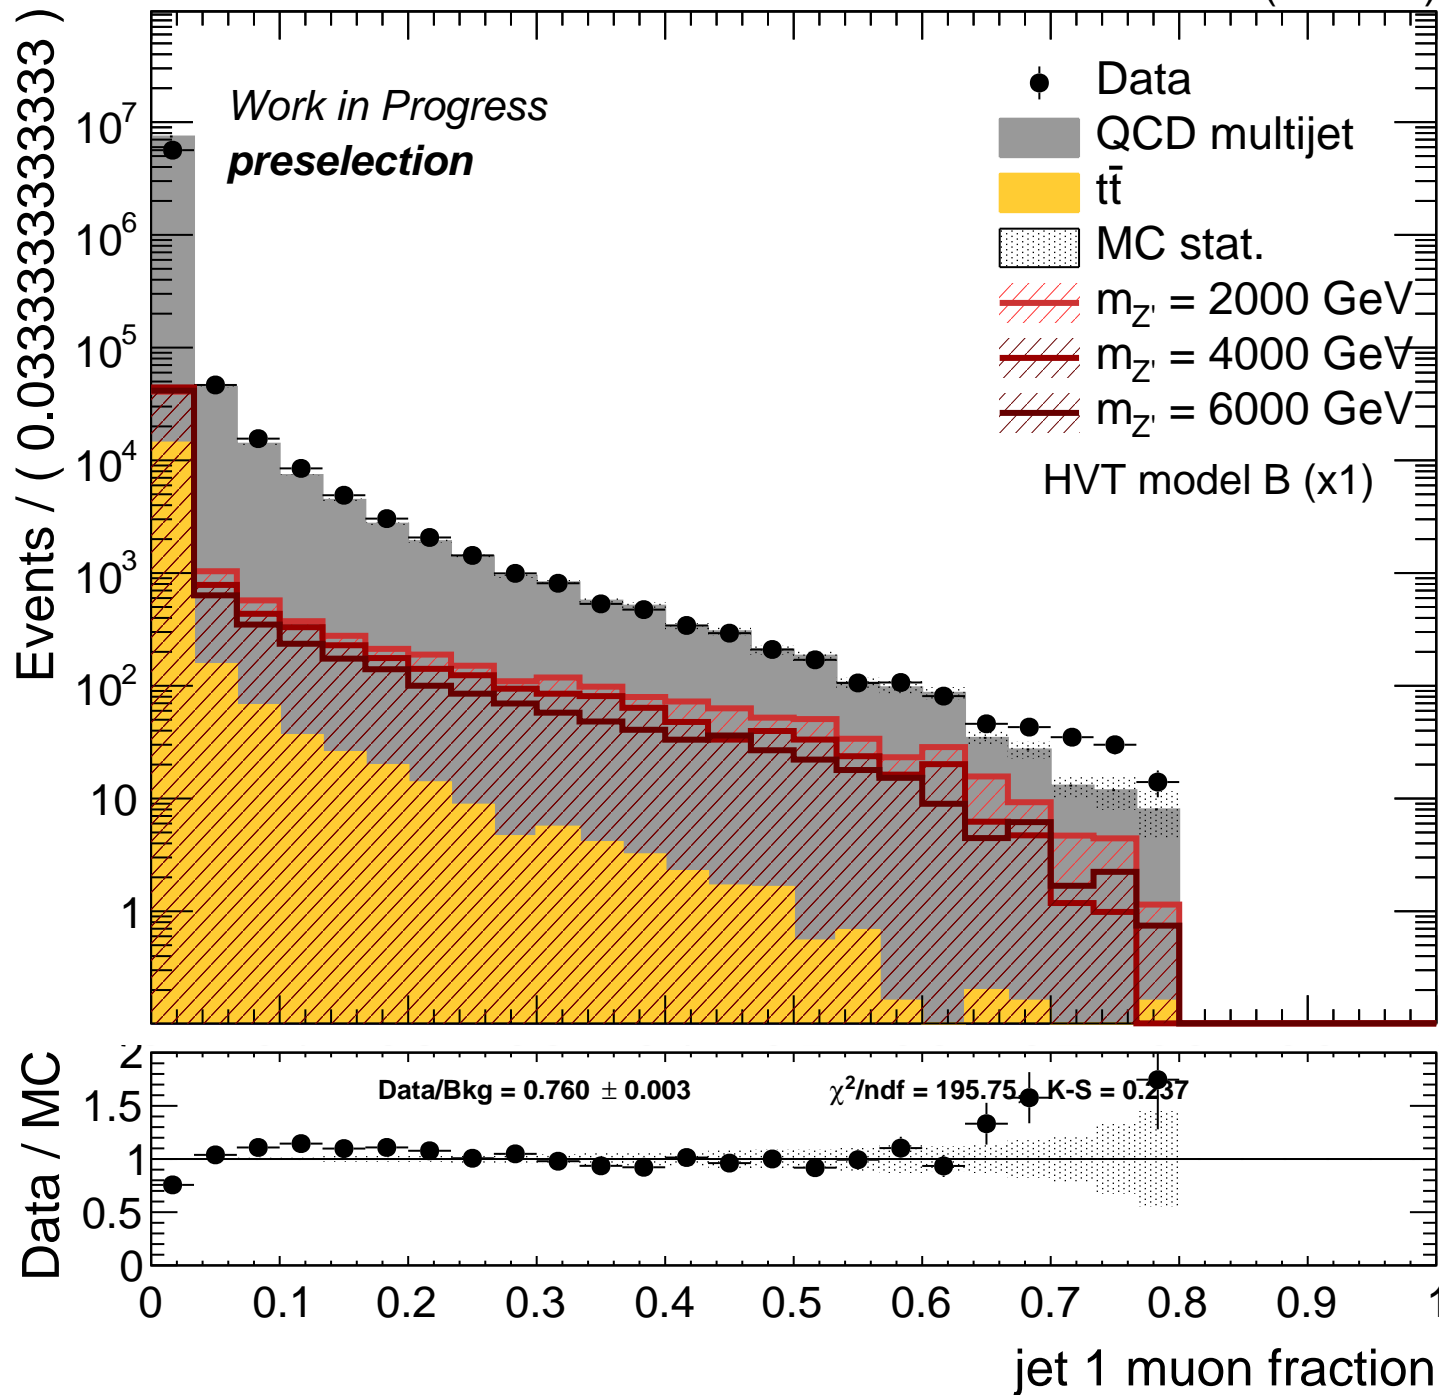 Events / ( 0.0333333333333 )
10^7
10^6
10^5
10^4
10^3
10^2
10
1
Work in Progress
preselection
Data
QCD multijet
tt̄
MC stat.
m_Z' = 2000 GeV
m_Z' = 4000 GeV
m_Z' = 6000 GeV
HVT model B (x1)
Data / MC
2
1.5
1
0.5
0
Data/Bkg = 0.760 ± 0.003
χ²/ndf = 195.75, K-S = 0.237
0 0.1 0.2 0.3 0.4 0.5 0.6 0.7 0.8 0.9 1
jet 1 muon fraction